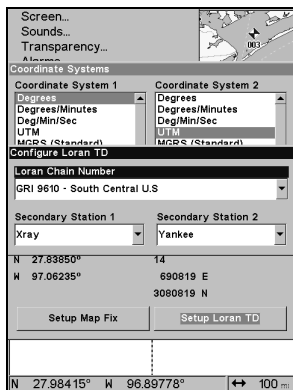 Screen...
Sounds...
Transparency...
Alarms...
003
Coordinate Systems
Coordinate System 1 Coordinate System 2
Degrees Degrees
Degrees/Minutes Degrees/Minutes
Deg/Min/Sec Deg/Min/Sec
UTM UTM
MGRS (Standard) MGRS (Standard)
Configure Loran TD
Loran Chain Number
GRI 9610 - South Central U.S
Secondary Station 1 Secondary Station 2
Xray Yankee
N 27.83850° 14
W 97.06235° 690819 E
3080819 N
Setup Map Fix Setup Loran TD
N 27.98415° W 96.89778° ↔ 100 mi